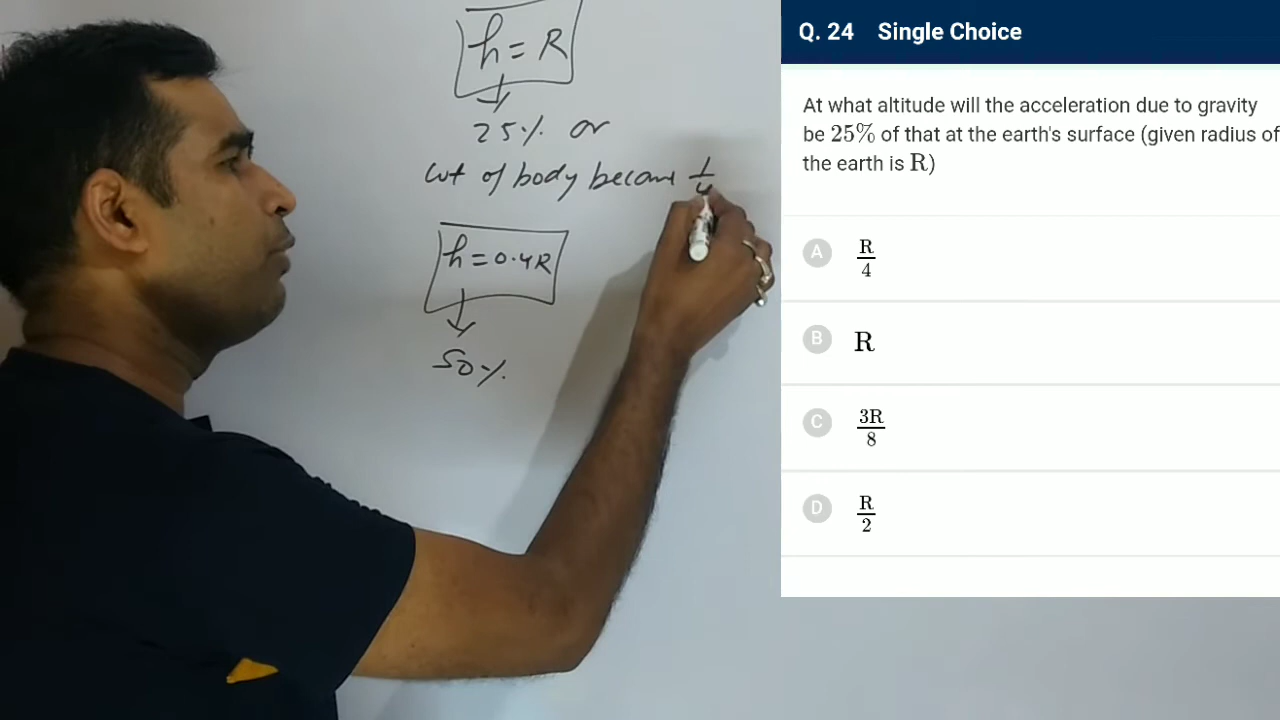 h = R
25% or
wt of body became 1/4
h = 0.4R
50%
Q. 24 Single Choice
At what altitude will the acceleration due to gravity
be 25% of that at the earth's surface (given radius of
the earth is R)
A R/4
B R
C 3R/8
D R/2